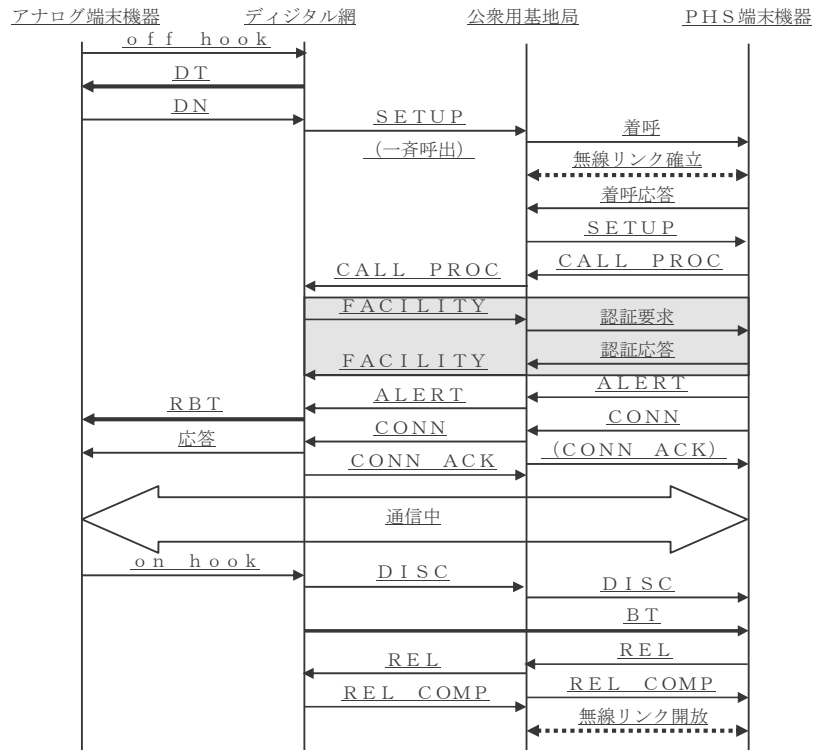 アナログ端末機器　ディジタル網　公衆用基地局　ＰＨＳ端末機器
ｏｆｆ　ｈｏｏｋ
ＤＴ
ＤＮ
ＳＥＴＵＰ
着呼
（一斉呼出）
無線リンク確立
着呼応答
ＳＥＴＵＰ
ＣＡＬＬ　ＰＲＯＣ
ＣＡＬＬ　ＰＲＯＣ
ＦＡＣＩＬＩＴＹ
認証要求
認証応答
ＦＡＣＩＬＩＴＹ
ＡＬＥＲＴ
ＡＬＥＲＴ
ＲＢＴ
ＣＯＮＮ
ＣＯＮＮ
応答
（ＣＯＮＮ　ＡＣＫ）
ＣＯＮＮ　ＡＣＫ
通信中
ｏｎ　ｈｏｏｋ
ＤＩＳＣ
ＤＩＳＣ
ＢＴ
ＲＥＬ
ＲＥＬ
ＲＥＬ　ＣＯＭＰ
ＲＥＬ　ＣＯＭＰ
無線リンク開放